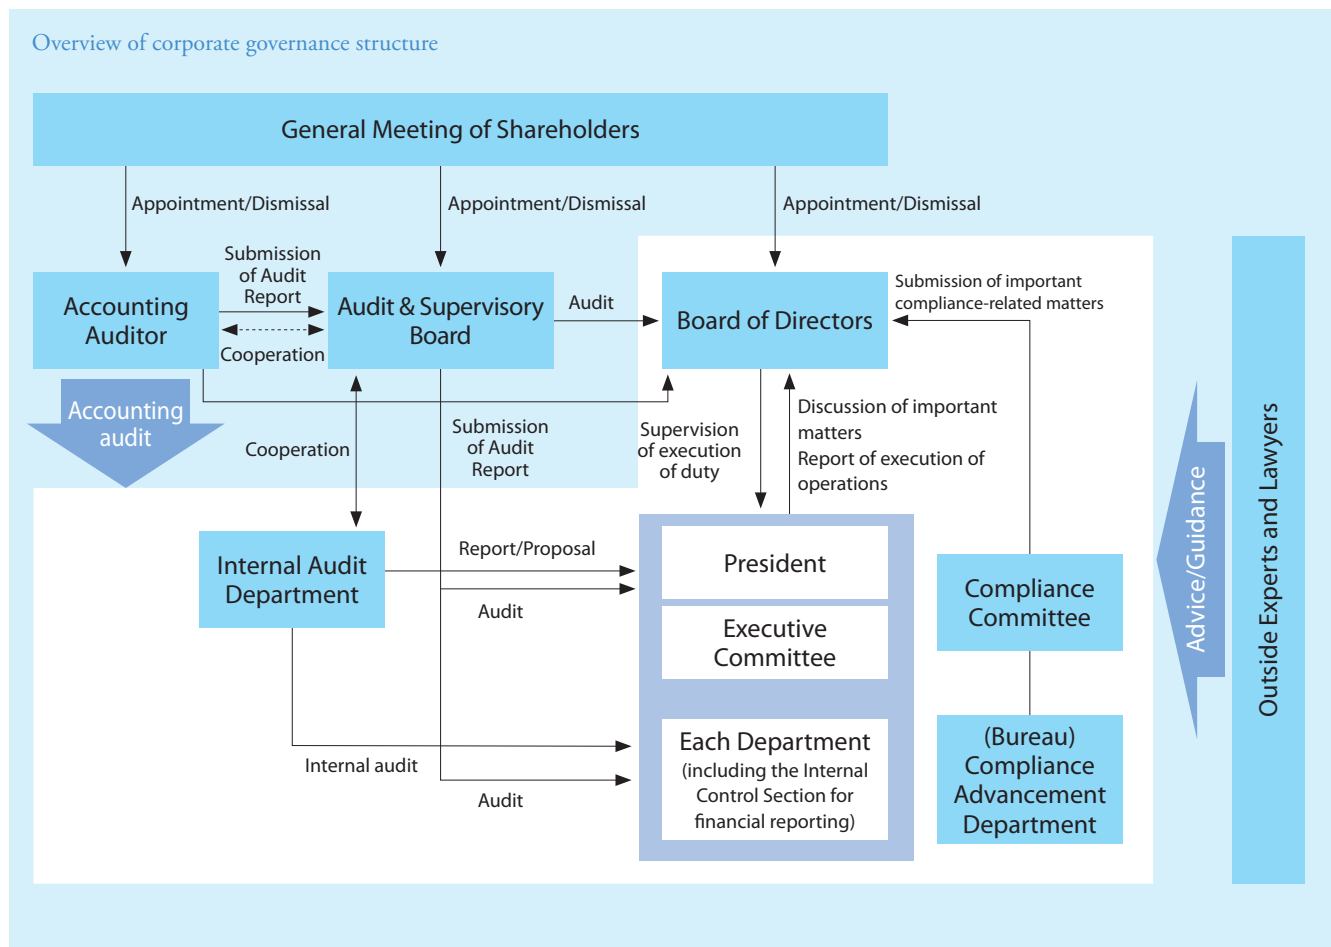 Overview of corporate governance structure
General Meeting of Shareholders
Appointment/Dismissal
Appointment/Dismissal
Appointment/Dismissal
Submission
of Audit
Report
Accounting
Auditor
Cooperation
Audit & Supervisory
Board
Audit
Board of Directors
Submission of important
compliance-related matters
Accounting
audit
Cooperation
Submission
of Audit
Report
Supervision
of execution
of duty
Discussion of important
matters
Report of execution of
operations
Internal Audit
Department
Report/Proposal
Audit
President
Executive
Committee
Compliance
Committee
Internal audit
Audit
Each Department
(including the Internal
Control Section for
financial reporting)
(Bureau)
Compliance
Advancement
Department
Advice/Guidance
Outside Experts and Lawyers